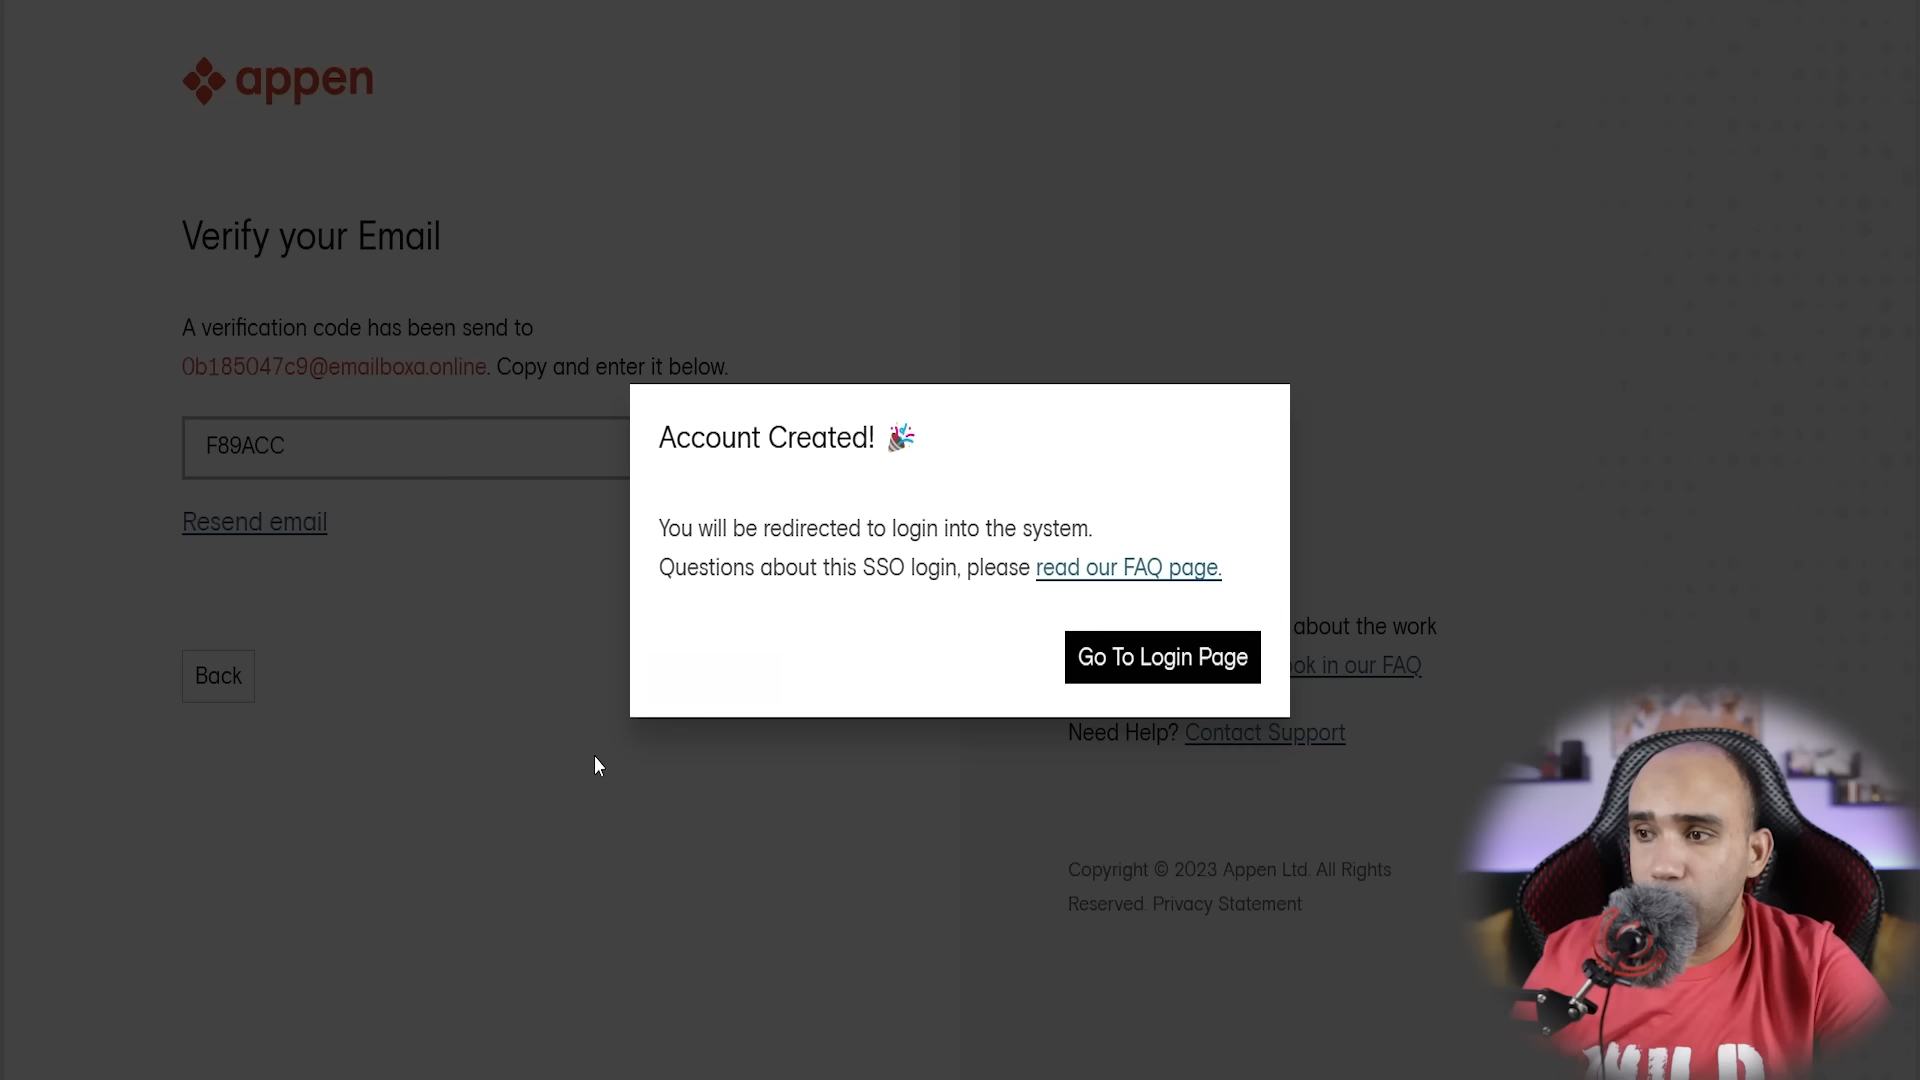 appen
Verify your Email
A verification code has been send to
0b185047c9@emailboxa.online. Copy and enter it below.
F89ACC
Resend email
Back
Account Created! 🎉
You will be redirected to login into the system.
Questions about this SSO login, please read our FAQ page.
Go To Login Page
about the work
ok in our FAQ
Need Help? Contact Support
Copyright © 2023 Appen Ltd. All Rights
Reserved. Privacy Statement
WILD